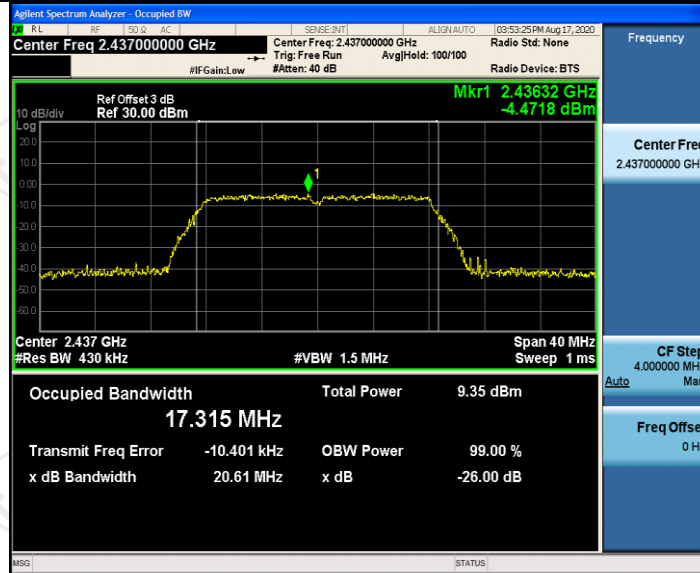 Agilent Spectrum Analyzer - Occupied BW
RL RF 50 Ω AC SENSE:INT ALIGN AUTO 03:53:25 PM Aug 17, 2020
Center Freq 2.437000000 GHz
Center Freq: 2.437000000 GHz
Radio Std: None
Trig: Free Run Avg|Hold: 100/100
#IFGain:Low #Atten: 40 dB Radio Device: BTS
Frequency
Ref Offset 3 dB
10 dB/div Ref 30.00 dBm
Mkr1 2.43632 GHz
-4.4718 dBm
Log
20.0
10.0
0.00
-10.0
-20.0
-30.0
-40.0
-50.0
-60.0
1
Center Fre
2.437000000 GH
Center 2.437 GHz Span 40 MHz
#Res BW 430 kHz #VBW 1.5 MHz Sweep 1 ms
CF Step
4.000000 MH
Auto Ma
Occupied Bandwidth Total Power 9.35 dBm
17.315 MHz
Transmit Freq Error -10.401 kHz OBW Power 99.00 %
x dB Bandwidth 20.61 MHz x dB -26.00 dB
Freq Offse
0 H
MSG STATUS